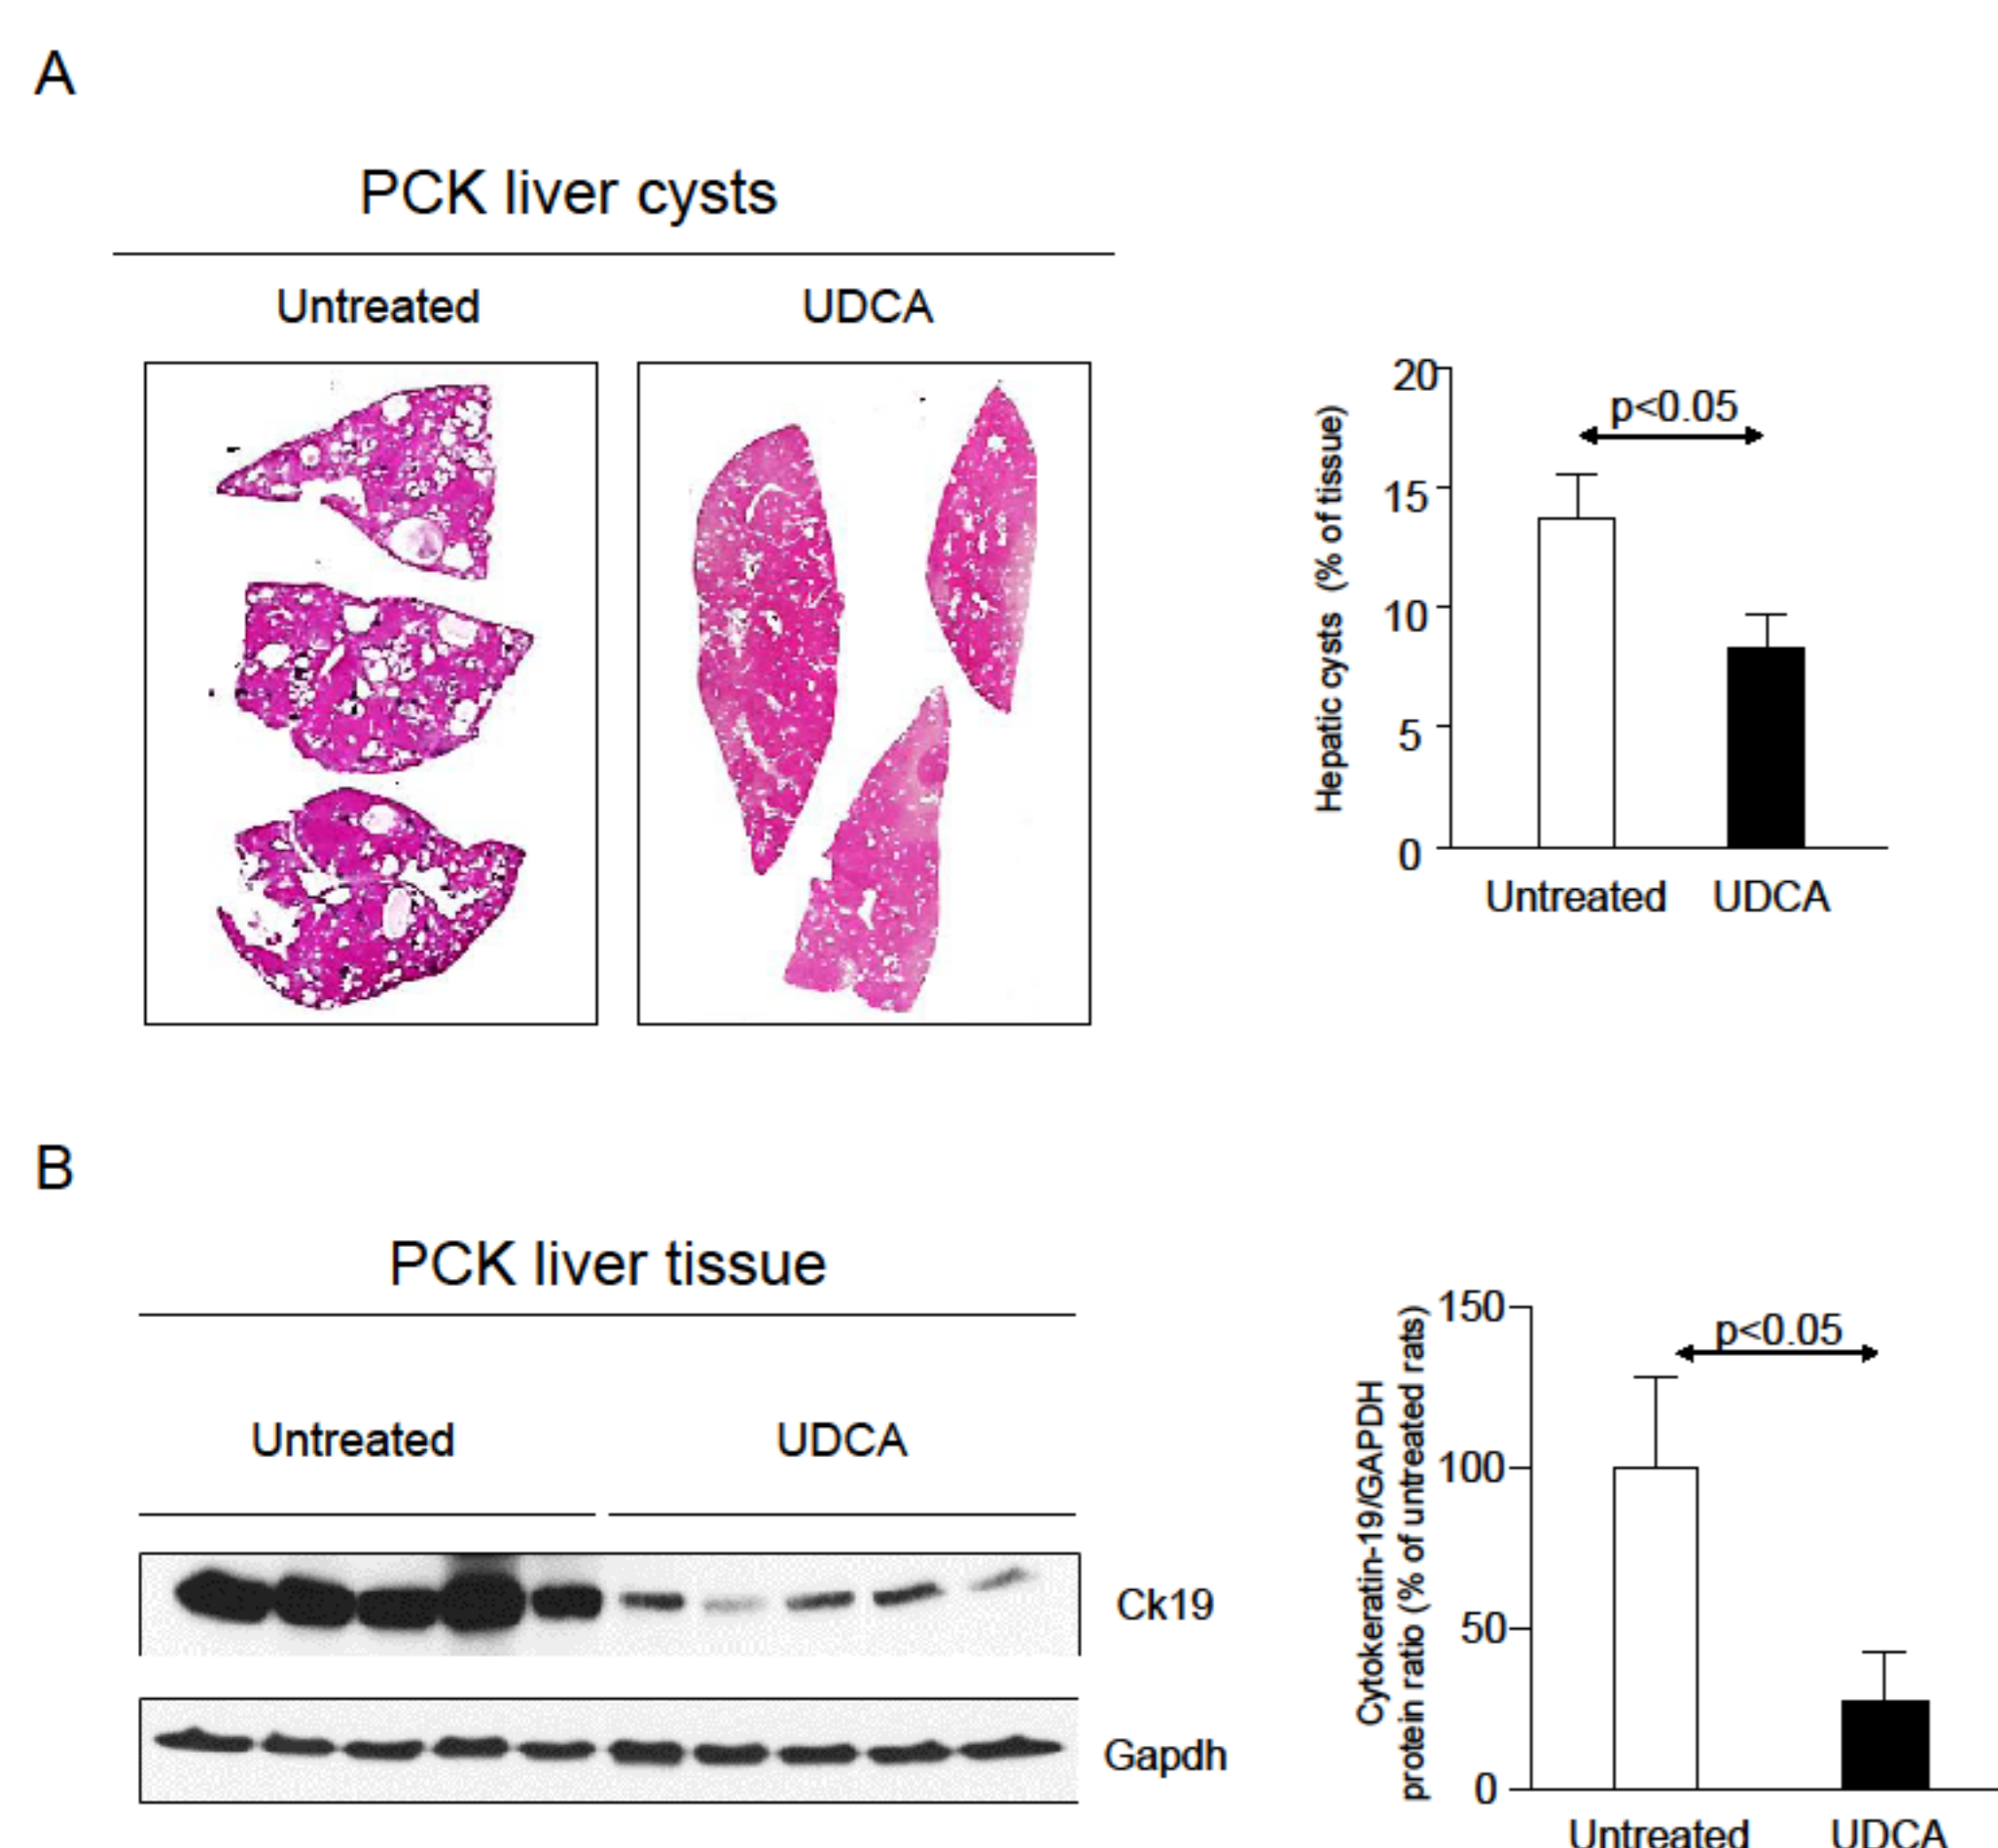 A
PCK liver cysts
Untreated
UDCA
Hepatic cysts (% of tissue)
20
15
10
5
0
p<0.05
Untreated
UDCA
B
PCK liver tissue
Untreated
UDCA
Ck19
Gapdh
Cytokeratin-19/GAPDH
protein ratio (% of untreated rats)
150
100
50
0
p<0.05
Untreated
UDCA